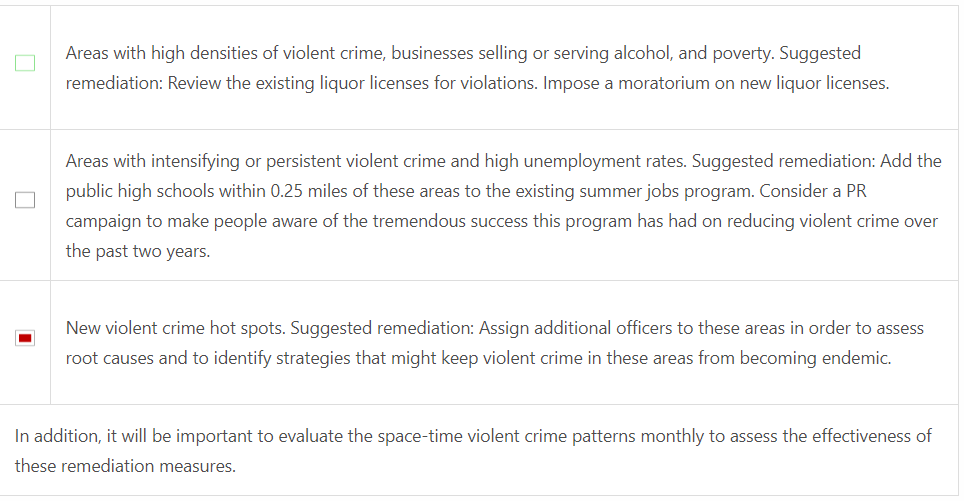 Areas with high densities of violent crime, businesses selling or serving alcohol, and poverty. Suggested
remediation: Review the existing liquor licenses for violations. Impose a moratorium on new liquor licenses.
Areas with intensifying or persistent violent crime and high unemployment rates. Suggested remediation: Add the
public high schools within 0.25 miles of these areas to the existing summer jobs program. Consider a PR
campaign to make people aware of the tremendous success this program has had on reducing violent crime over
the past two years.
New violent crime hot spots. Suggested remediation: Assign additional officers to these areas in order to assess
root causes and to identify strategies that might keep violent crime in these areas from becoming endemic.
In addition, it will be important to evaluate the space-time violent crime patterns monthly to assess the effectiveness of
these remediation measures.